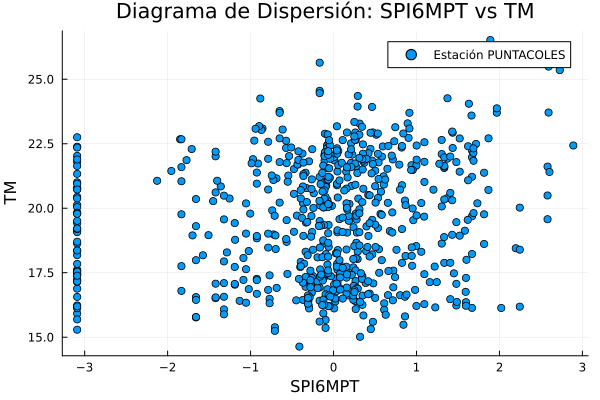 Diagrama de Dispersión: SPI6MPT vs TM
Estación PUNTACOLES
25.0
22.5
20.0
17.5
15.0
TM
−3 −2 −1 0 1 2 3
SPI6MPT